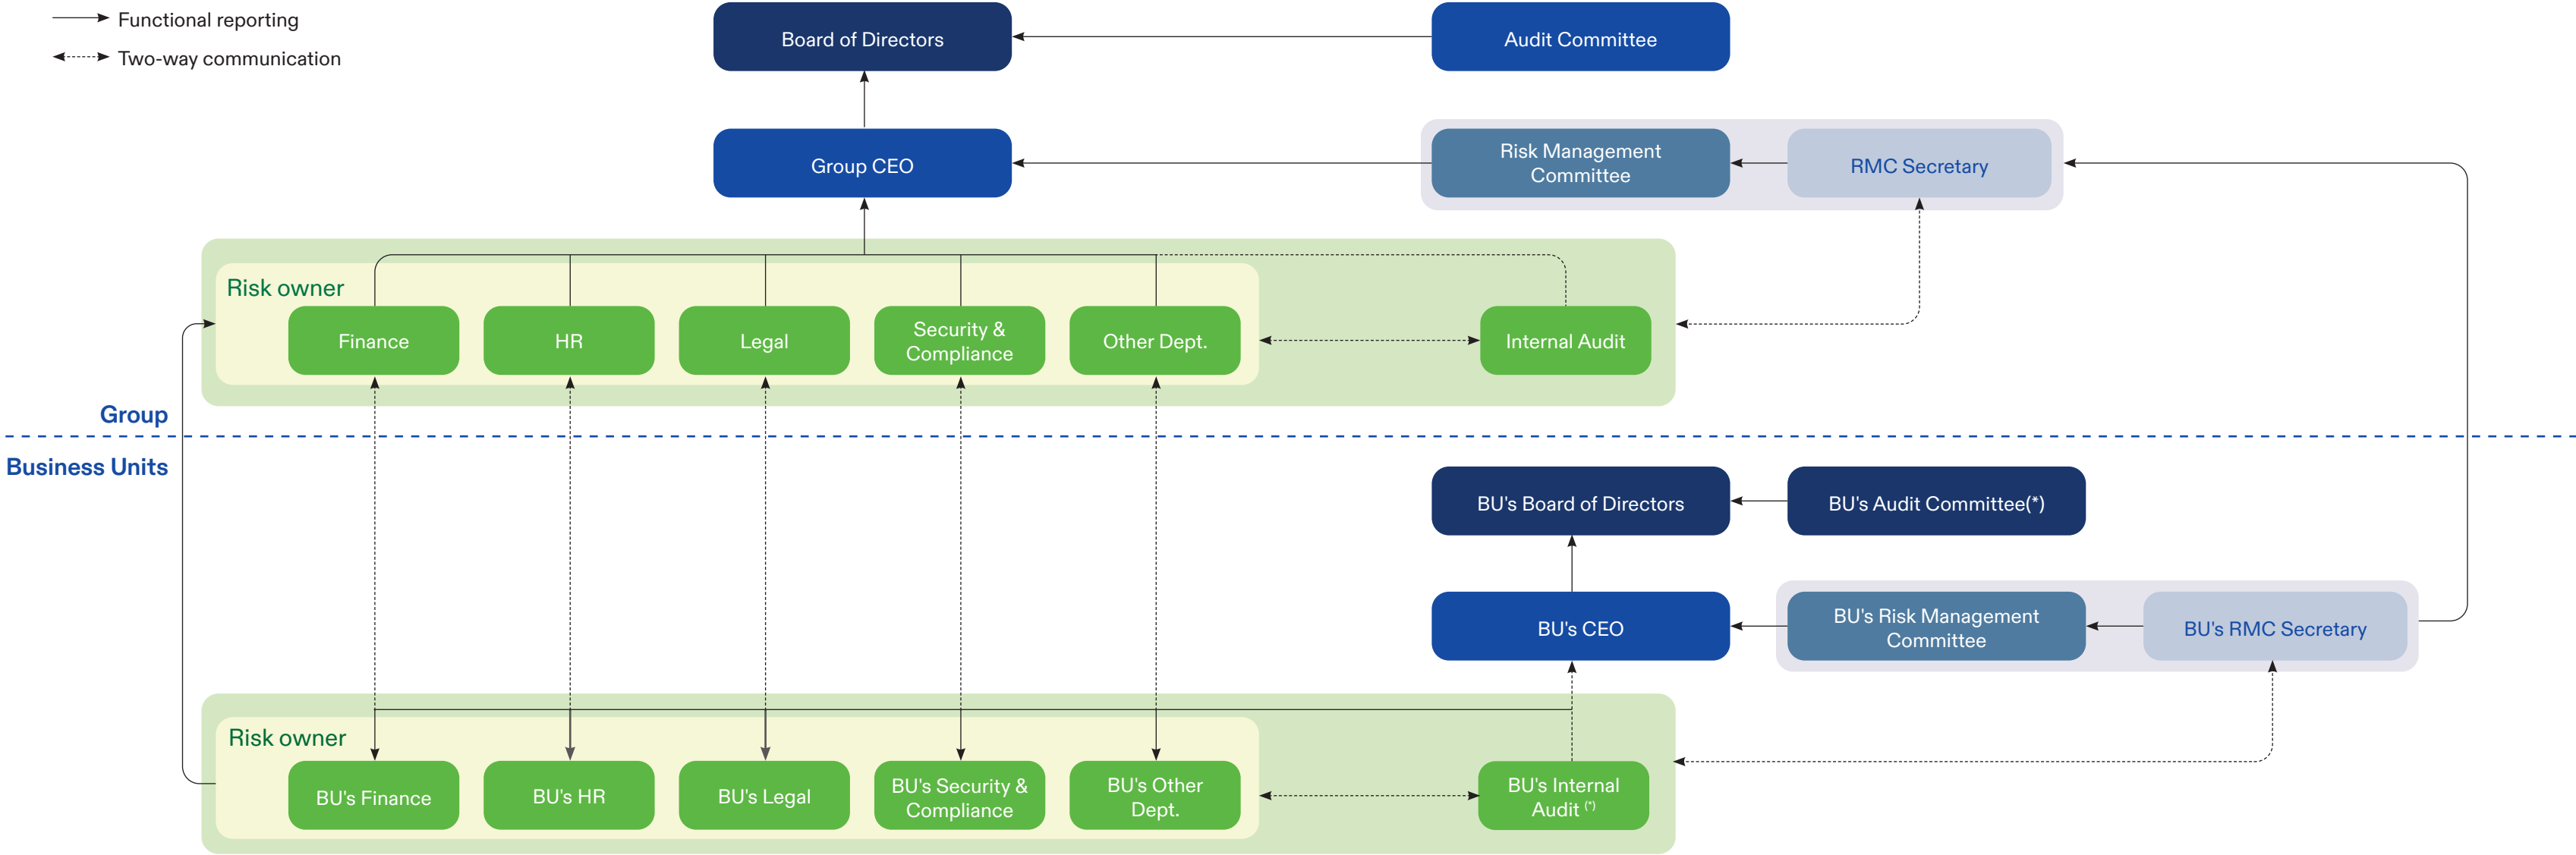 Functional reporting
Two-way communication
Board of Directors
Audit Committee
Group CEO
Risk Management
Committee
RMC Secretary
Risk owner
Finance
HR
Legal
Security &
Compliance
Other Dept.
Internal Audit
Group
Business Units
BU's Board of Directors
BU's Audit Committee(*)
BU's CEO
BU's Risk Management
Committee
BU's RMC Secretary
Risk owner
BU's Finance
BU's HR
BU's Legal
BU's Security &
Compliance
BU's Other
Dept.
BU's Internal
Audit (*)